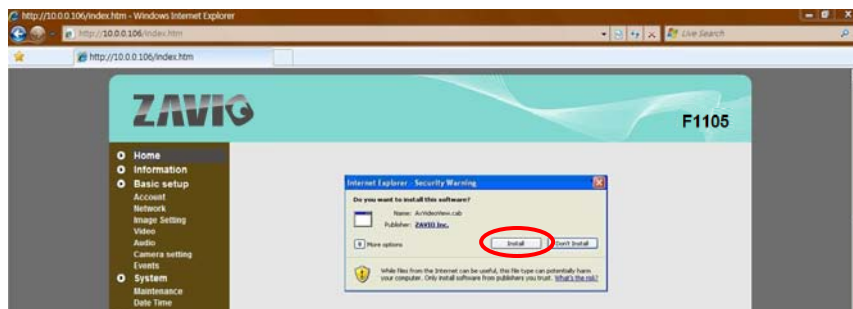 http://10.0.0.106/index.htm - Windows Internet Explorer
http://10.0.0.106/index.htm
Live Search
http://10.0.0.106/index.htm
ZAVIO
F1105
Home
Information
Basic setup
Account
Network
Image Setting
Video
Audio
Camera setting
Events
System
Maintenance
Date Time
Internet Explorer - Security Warning
Do you want to install this software?
Name: AvVideoView.cab
Publisher: ZAVIO Inc.
More options
Install
Don't Install
While files from the Internet can be useful, this file type can potentially harm
your computer. Only install software from publishers you trust. What's the risk?